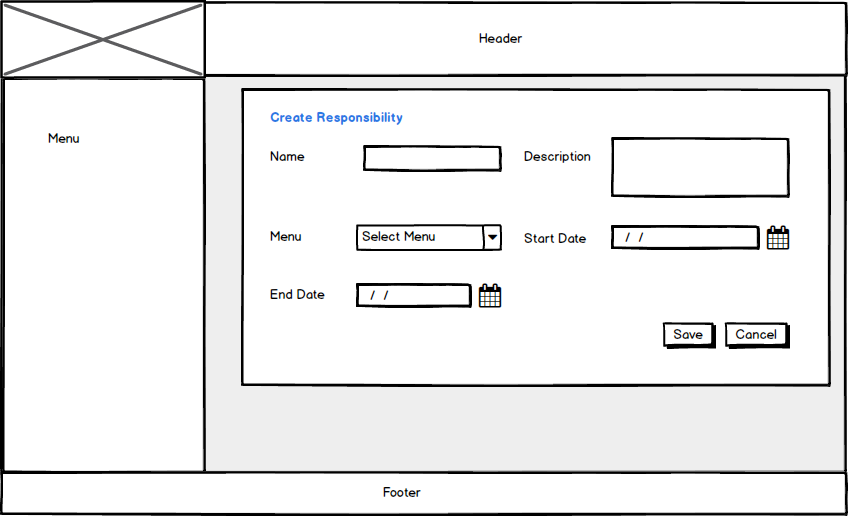 Header
Menu
Create Responsibility
Name
Description
Menu
Select Menu
Start Date
/ /
End Date
/ /
Save
Cancel
Footer